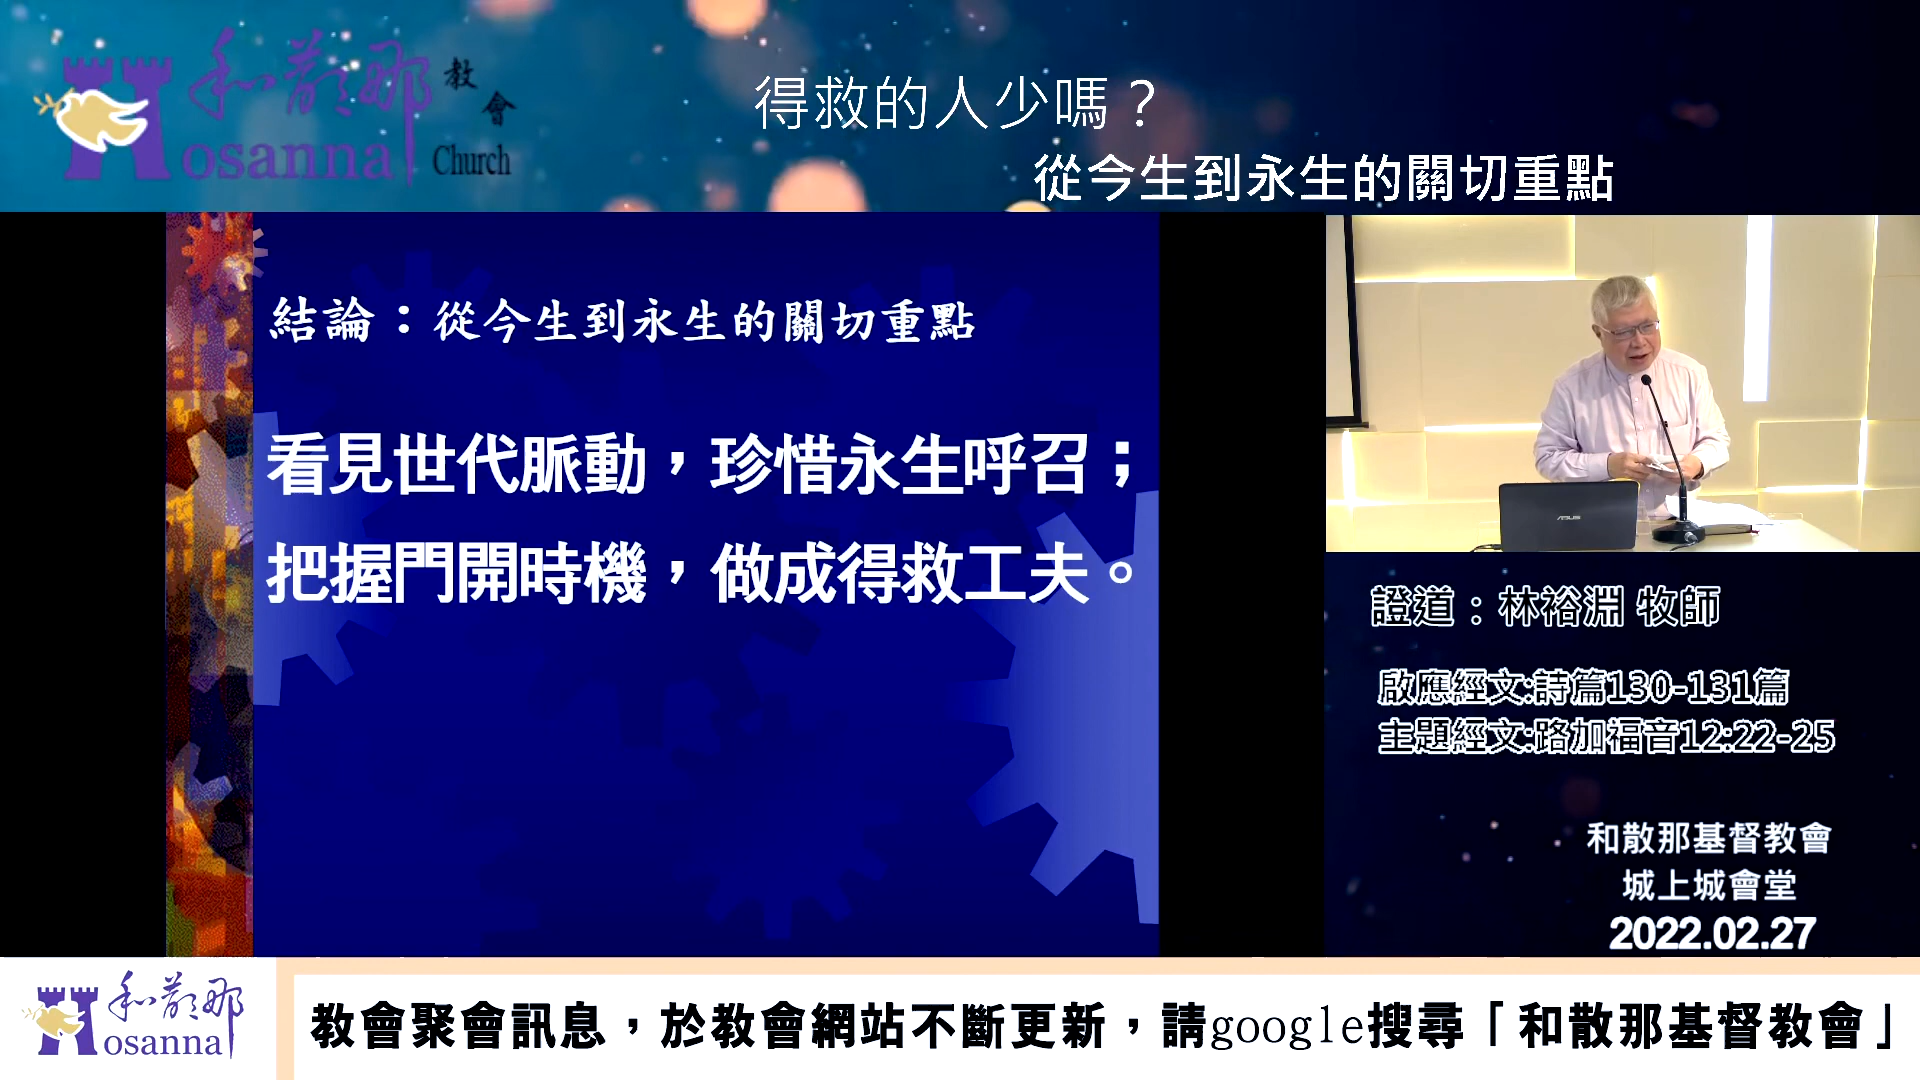 和散那教會
Hosanna Church
得救的人少嗎？
從今生到永生的關切重點
結論：從今生到永生的關切重點
看見世代脈動，珍惜永生呼召；
把握門開時機，做成得救工夫。
ASUS
證道：林裕淵 牧師
啟應經文:詩篇130-131篇
主題經文:路加福音12:22-25
和散那基督教會
城上城會堂
2022.02.27
和散那
Hosanna
教會聚會訊息，於教會網站不斷更新，請google搜尋「和散那基督教會」